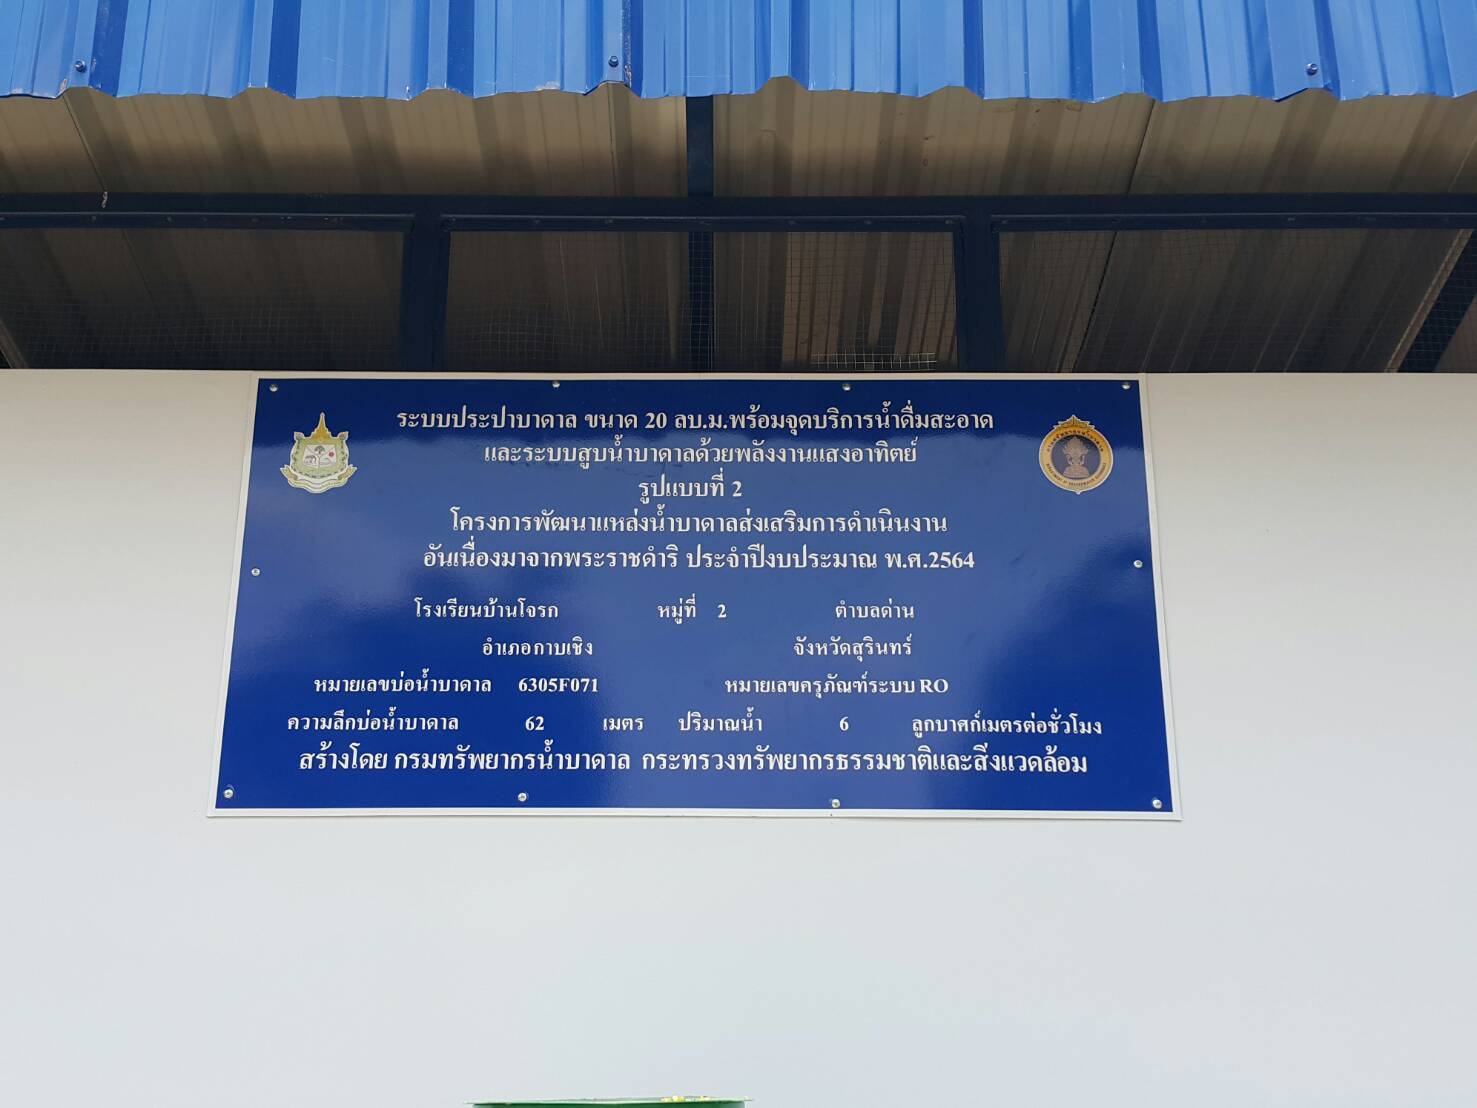 ระบบประปาบาดาล ขนาด 20 ลบ.ม.พร้อมจุดบริการน้ำดื่มสะอาด
และระบบสูบน้ำบาดาลด้วยพลังงานแสงอาทิตย์
รูปแบบที่ 2
โครงการพัฒนาแหล่งน้ำบาดาลส่งเสริมการดำเนินงาน
อันเนื่องมาจากพระราชดำริ ประจำปีงบประมาณ พ.ศ.2564
โรงเรียนบ้านโจรก หมู่ที่ 2 ตำบลด่าน
อำเภอกาบเชิง จังหวัดสุรินทร์
หมายเลขบ่อน้ำบาดาล 6305F071 หมายเลขครุภัณฑ์ระบบ RO
ความลึกบ่อน้ำบาดาล 62 เมตร ปริมาณน้ำ 6 ลูกบาศก์เมตรต่อชั่วโมง
สร้างโดย กรมทรัพยากรน้ำบาดาล กระทรวงทรัพยากรธรรมชาติและสิ่งแวดล้อม